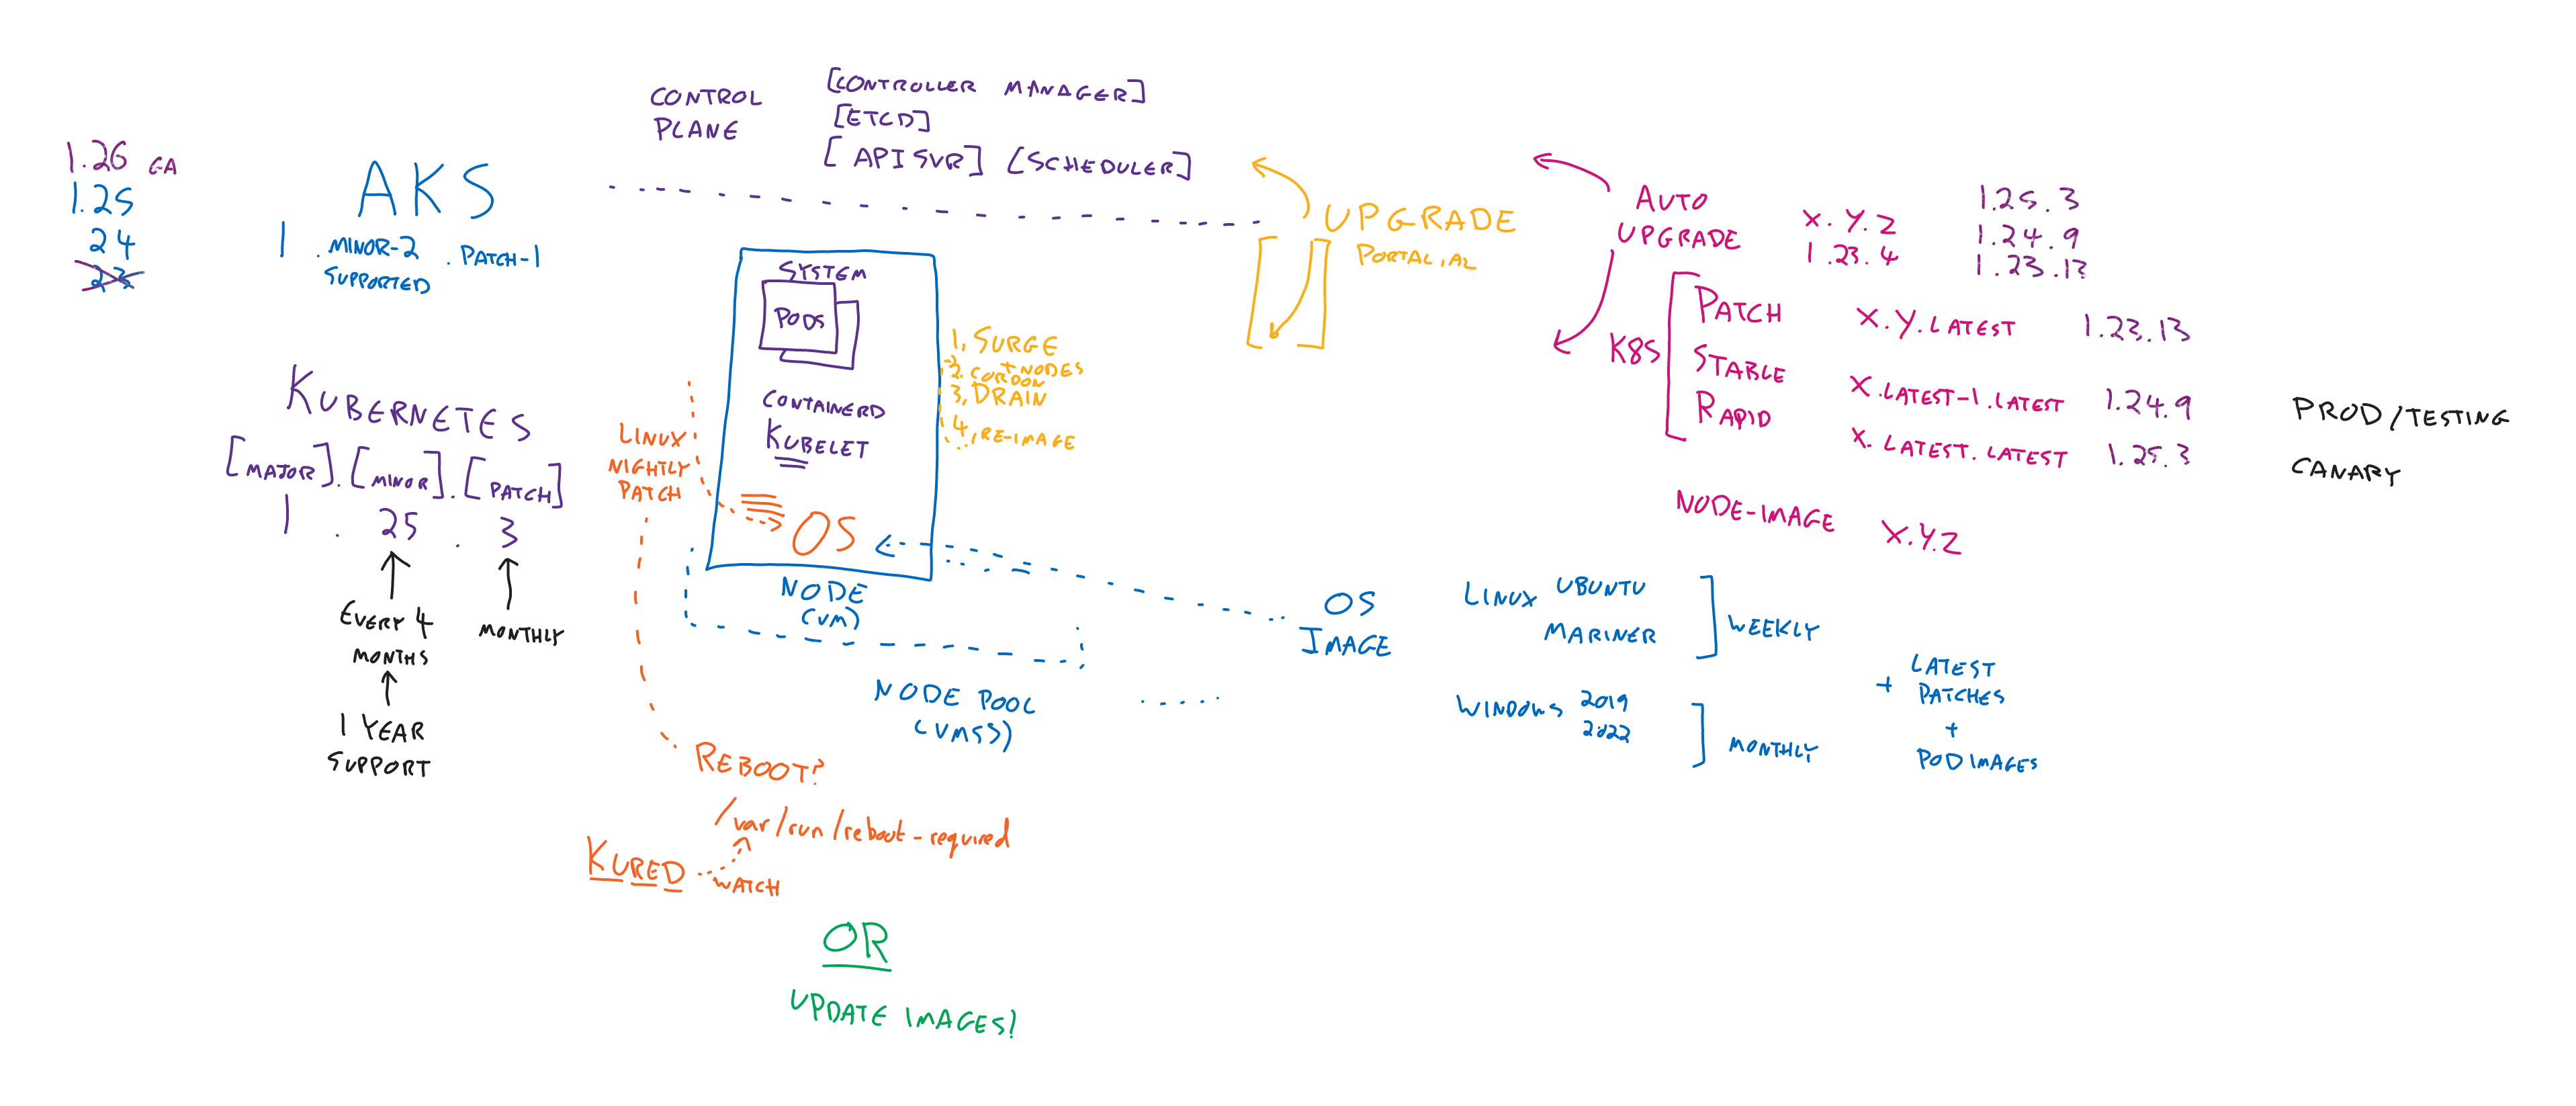 1.26 GA
1.25
24
23
AKS
1 . MINOR-2 . PATCH-1
SUPPORTED
KUBERNETES
[MAJOR].[MINOR].[PATCH]
1 . 25 . 3
EVERY 4
MONTHS
MONTHLY
1 YEAR
SUPPORT
CONTROL
PLANE
[CONTROLLER MANAGER]
[ETCD]
[API SVR] [SCHEDULER]
SYSTEM
PODS
CONTAINERD
KUBELET
OS
NODE
(VM)
NODE POOL
(VMSS)
1. SURGE
+ NODES
2. CORDON
3. DRAIN
4. RE-IMAGE
LINUX
NIGHTLY
PATCH
REBOOT?
/var/run/reboot-required
KURED
WATCH
OR
UPDATE IMAGES!
UPGRADE
PORTAL, AZ
AUTO
UPGRADE
X.Y.Z
1.23.4
1.25.3
1.24.9
1.23.13
K8S
PATCH X.Y.LATEST 1.23.13
STABLE X.LATEST-1.LATEST 1.24.9 PROD/TESTING
RAPID X.LATEST.LATEST 1.25.3 CANARY
NODE-IMAGE X.Y.Z
OS
IMAGE
LINUX UBUNTU
MARINER
WEEKLY
WINDOWS 2019
2022
MONTHLY
+ LATEST
PATCHES
+
POD IMAGES